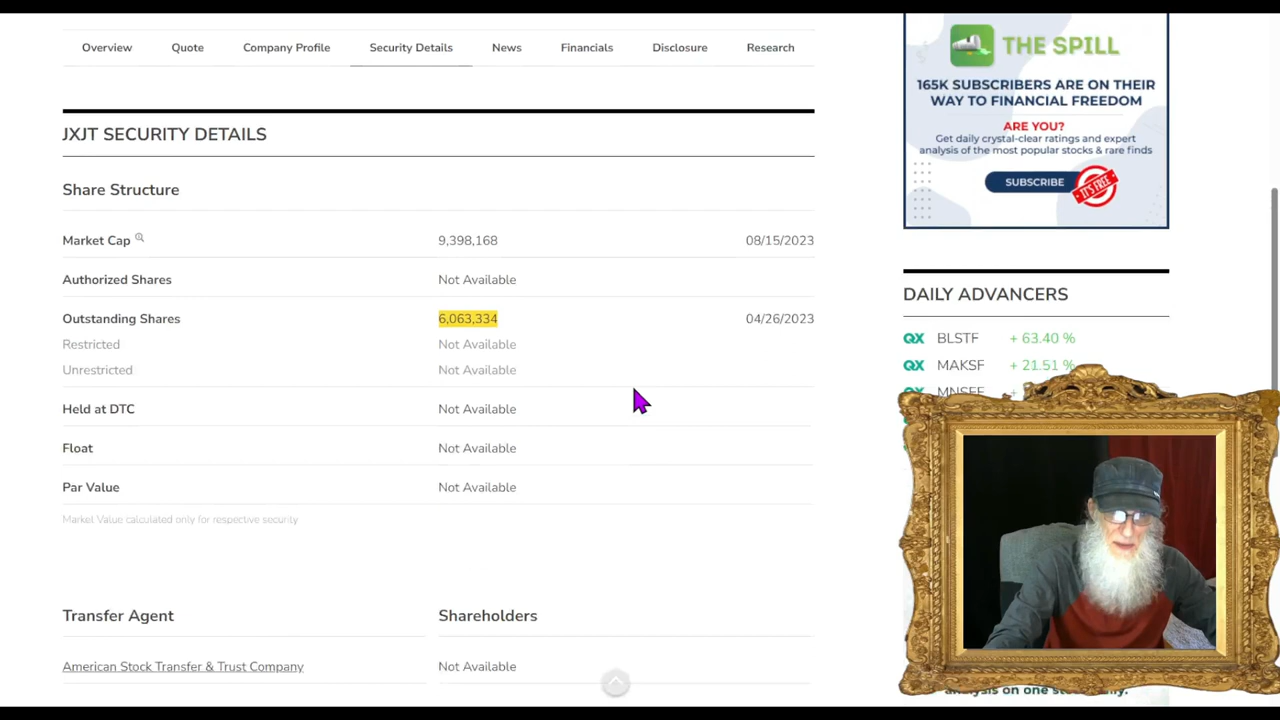 Overview Quote Company Profile Security Details News Financials Disclosure Research
JXJT SECURITY DETAILS
Share Structure
Market Cap 9,398,168 08/15/2023
Authorized Shares Not Available
Outstanding Shares 6,063,334 04/26/2023
Restricted Not Available
Unrestricted Not Available
Held at DTC Not Available
Float Not Available
Par Value Not Available
Market Value calculated only for respective security
Transfer Agent Shareholders
American Stock Transfer & Trust Company Not Available
THE SPILL
165K SUBSCRIBERS ARE ON THEIR
WAY TO FINANCIAL FREEDOM
ARE YOU?
Get daily crystal-clear ratings and expert
analysis of the most popular stocks & rare finds
SUBSCRIBE IT'S FREE
DAILY ADVANCERS
QX BLSTF + 63.40 %
QX MAKSF + 21.51 %
QX MNSFF +